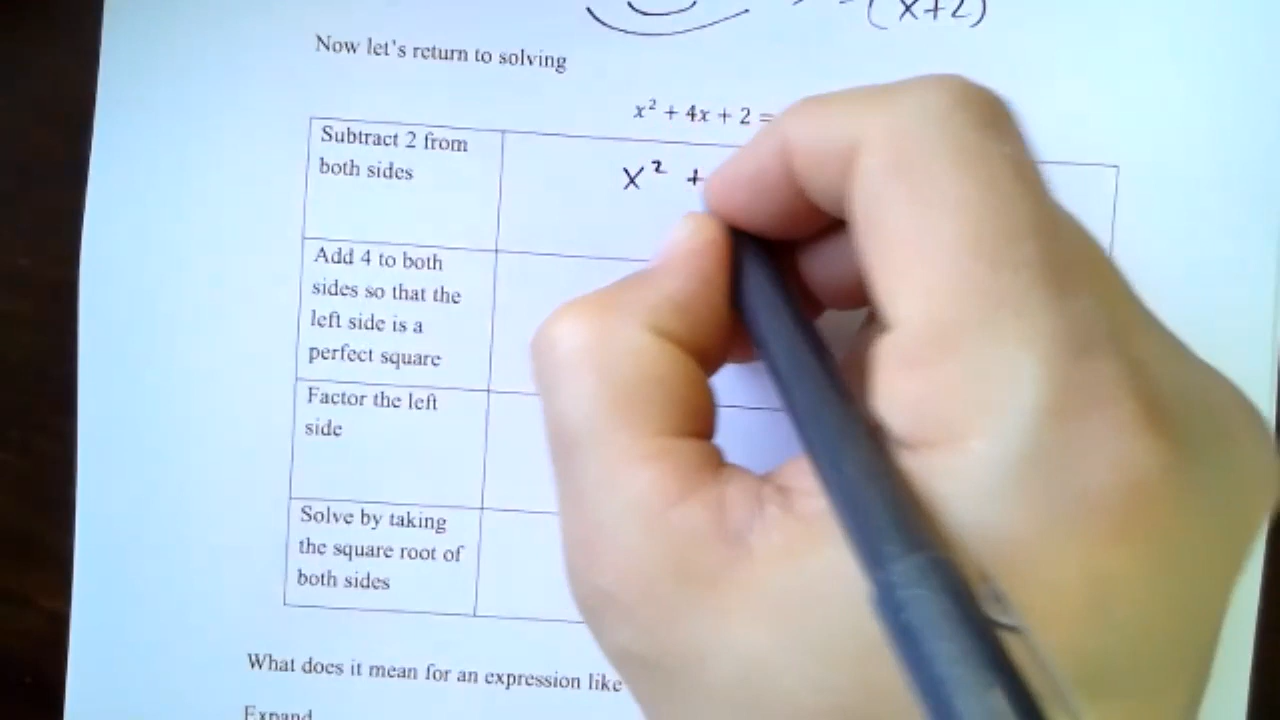 (x+2)
Now let's return to solving
x² + 4x + 2 =
Subtract 2 from
both sides
x² +
Add 4 to both
sides so that the
left side is a
perfect square
Factor the left
side
Solve by taking
the square root of
both sides
What does it mean for an expression like
Expand